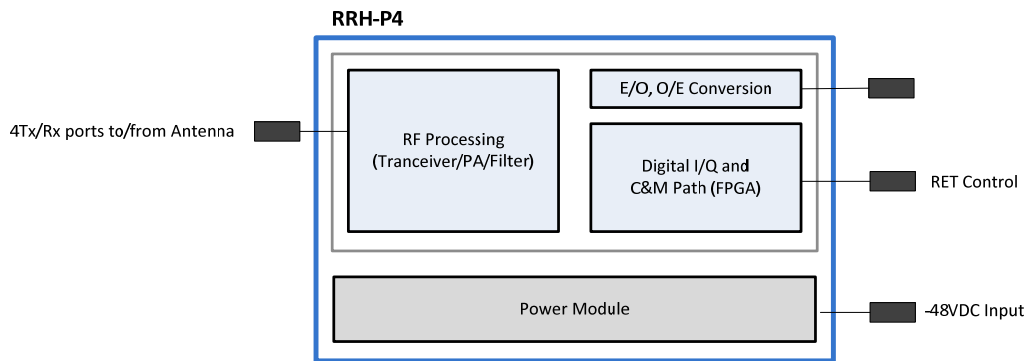 RRH-P4
4Tx/Rx ports to/from Antenna
RF Processing
(Tranceiver/PA/Filter)
E/O, O/E Conversion
Digital I/Q and
C&M Path (FPGA)
RET Control
Power Module
-48VDC Input